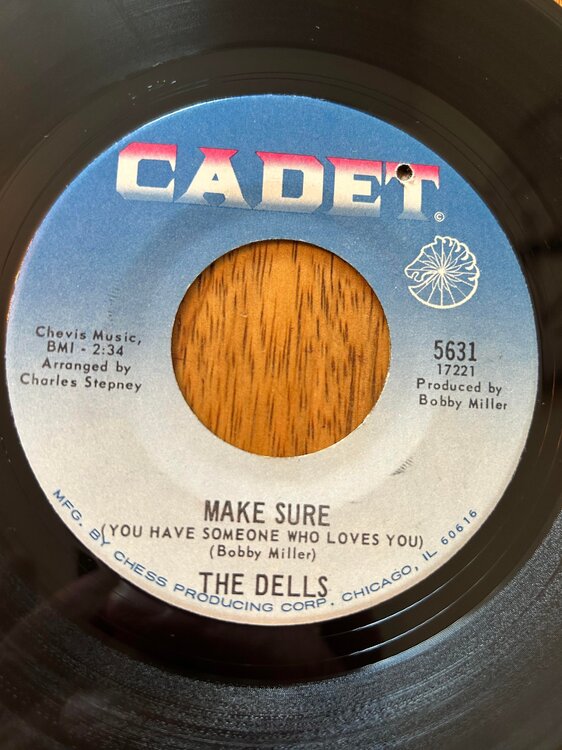 CADET
©
Chevis Music,
BMI - 2:34
Arranged by
Charles Stepney
5631
17221
Produced by
Bobby Miller
MAKE SURE
(YOU HAVE SOMEONE WHO LOVES YOU)
(Bobby Miller)
THE DELLS
MFG. BY CHESS PRODUCING CORP. CHICAGO, IL 60616